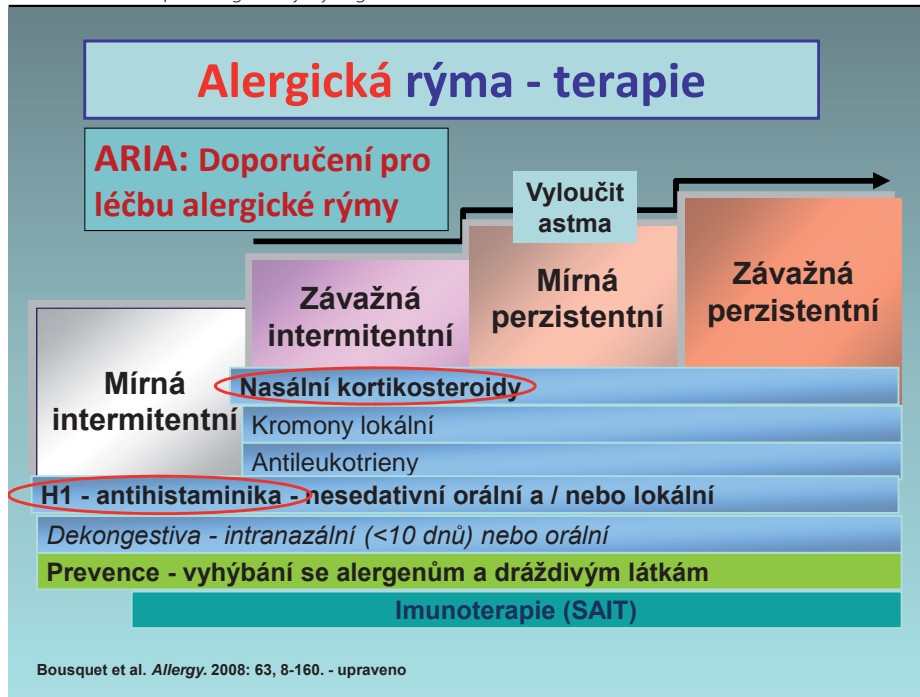 Alergická rýma - terapie
ARIA: Doporučení pro
léčbu alergické rýmy
Vyloučit
astma
Mírná
intermitentní
Závažná
intermitentní
Mírná
perzistentní
Závažná
perzistentní
Nasální kortikosteroidy
Kromony lokální
Antileukotrieny
H1 - antihistaminika - nesedativní orální a / nebo lokální
Dekongestiva - intranazální (<10 dnů) nebo orální
Prevence - vyhýbání se alergenům a dráždivým látkám
Imunoterapie (SAIT)
Bousquet et al. Allergy. 2008: 63, 8-160. - upraveno